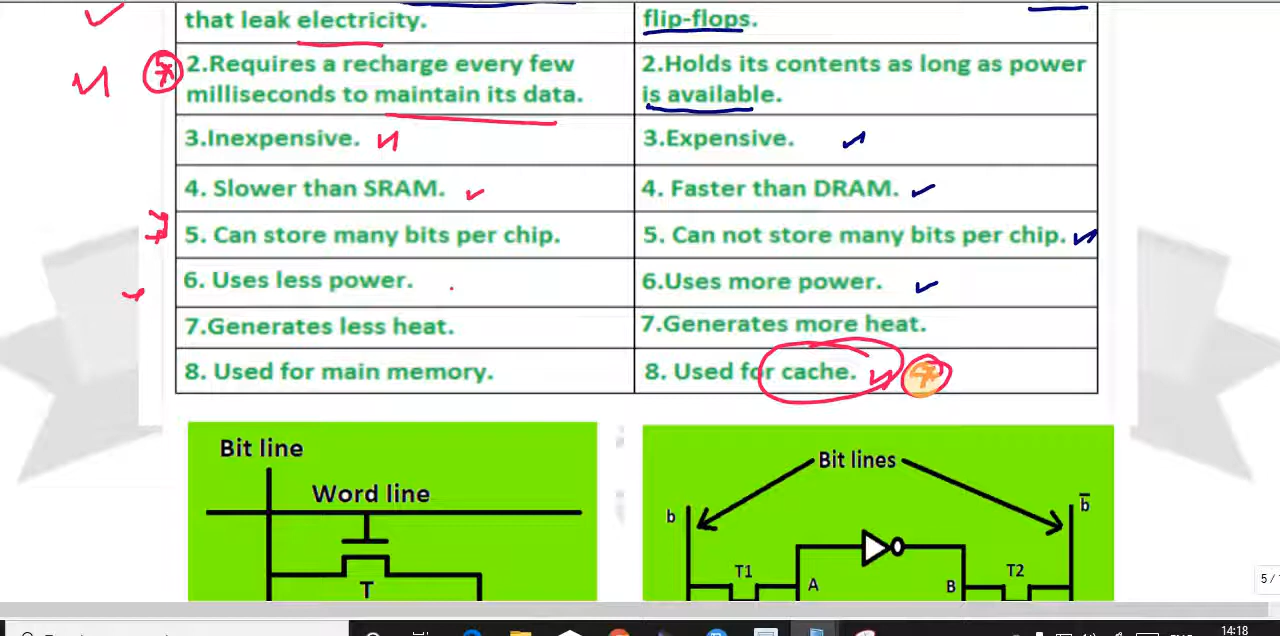 that leak electricity.
flip-flops.
2.Requires a recharge every few
milliseconds to maintain its data.
2.Holds its contents as long as power
is available.
3.Inexpensive.
3.Expensive.
4. Slower than SRAM.
4. Faster than DRAM.
5. Can store many bits per chip.
5. Can not store many bits per chip.
6. Uses less power.
6.Uses more power.
7.Generates less heat.
7.Generates more heat.
8. Used for main memory.
8. Used for cache.
Bit line
Word line
T
Bit lines
b
b̅
T1
A
B
T2
5 /
14:18